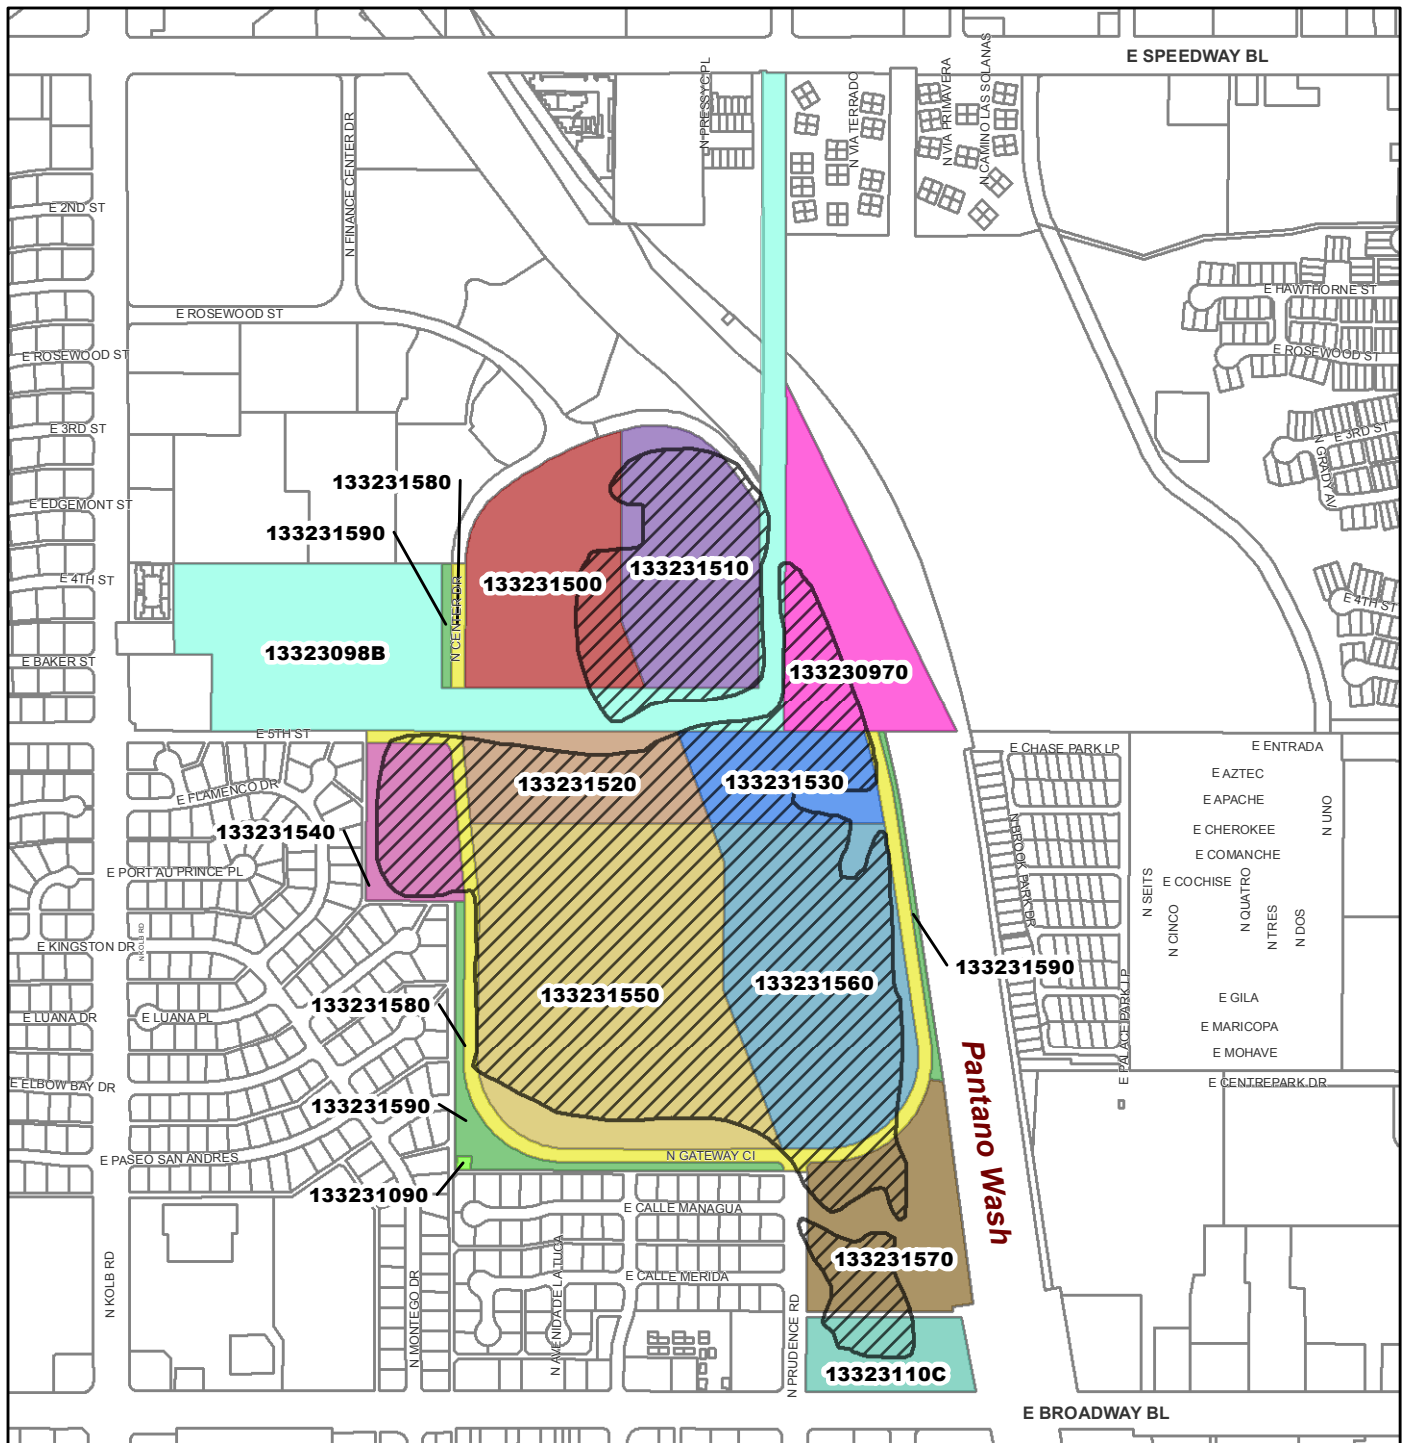 E SPEEDWAY BL
N PRESSYC PL
N VIA TERRADO
N VIA PRIMAVERA
N CAMINO LAS SOLANAS
N FINANCE CENTER DR
E 2ND ST
E HAWTHORNE ST
E ROSEWOOD ST
E ROSEWOOD ST
E ROSEWOOD ST
E 3RD ST
E 3RD ST
N GRADY AV
133231580
E EDGEMONT ST
133231590
133231510
E 4TH ST
133231500
N CENTER DR
E 4TH ST
13323098B
E BAKER ST
133230970
E 5TH ST
E CHASE PARK LP
E ENTRADA
E AZTEC
133231520
133231530
E FLAMENCO DR
E APACHE
N UNO
133231540
E CHEROKEE
E COMANCHE
N BROOK PARK DR
E PORT AU PRINCE PL
E COCHISE
N SEITS
N QUATRO
N CINCO
N TRES
N DOS
E KINGSTON DR
N KOLB RD
133231590
133231560
133231550
E GILA
133231580
E LUANA DR
E LUANA PL
E MARICOPA
E PALACE PARK LP
E MOHAVE
E ELBOW BAY DR
E CENTREPARK DR
133231590
Pantano Wash
E PASEO SAN ANDRES
N GATEWAY CI
133231090
E CALLE MANAGUA
133231570
E CALLE MERIDA
N KOLB RD
N MONTEGO DR
N AVENIDA DE LA TUCA
N PRUDENCE RD
13323110C
E BROADWAY BL